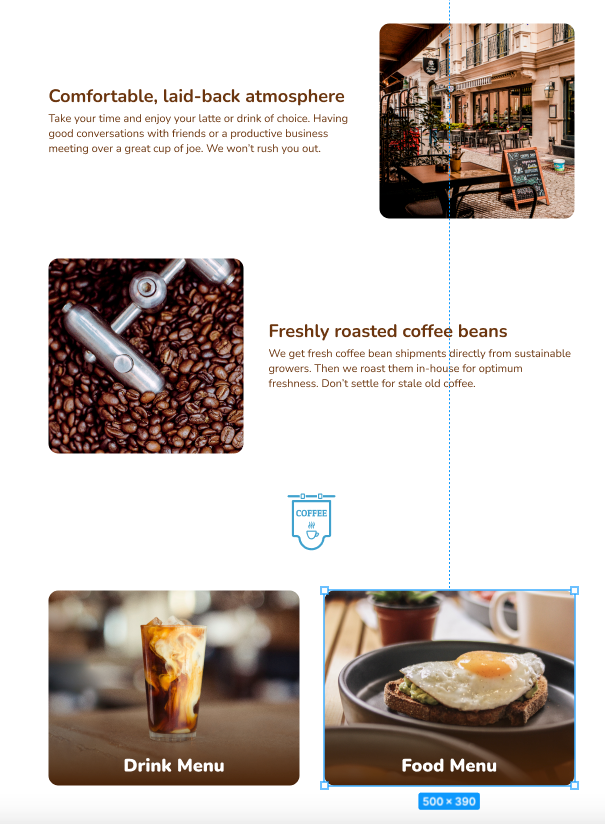 Comfortable, laid-back atmosphere
Take your time and enjoy your latte or drink of choice. Having
good conversations with friends or a productive business
meeting over a great cup of joe. We won't rush you out.
Freshly roasted coffee beans
We get fresh coffee bean shipments directly from sustainable
growers. Then we roast them in-house for optimum
freshness. Don't settle for stale old coffee.
COFFEE
Drink Menu
Food Menu
500 × 390